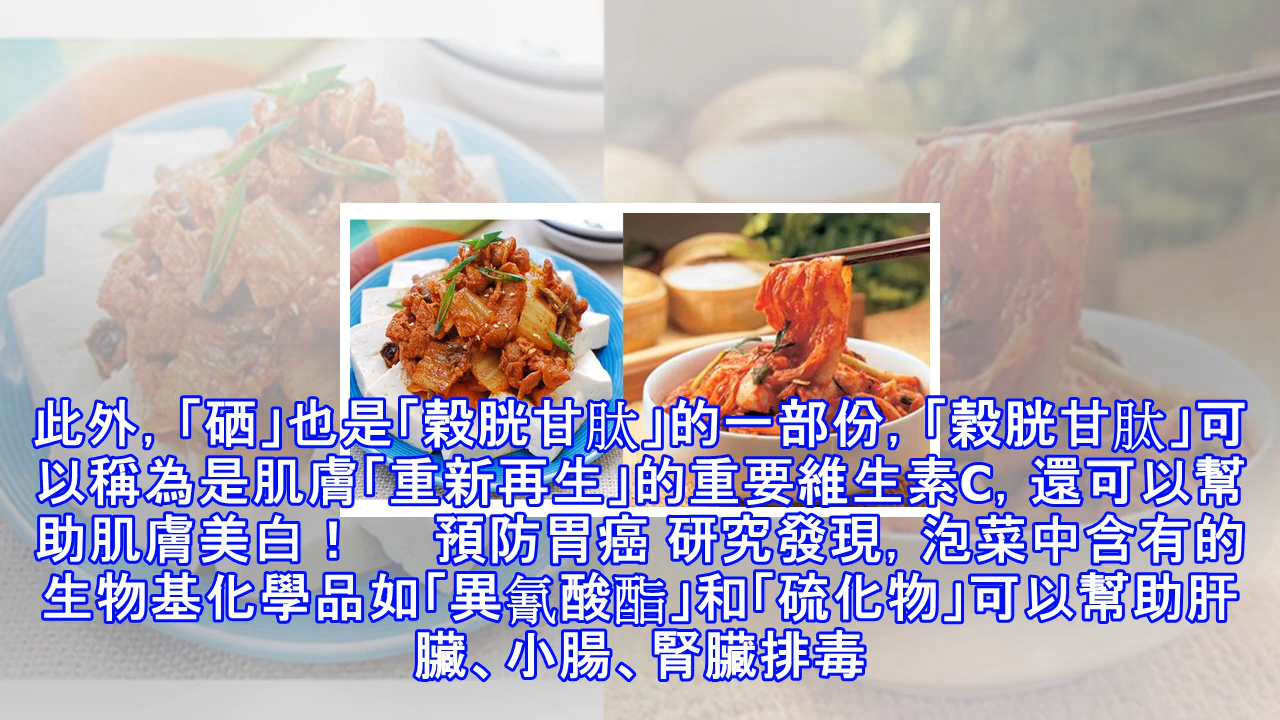 此外, 「硒」也是「榖胱甘肽」的一部份, 「榖胱甘肽」可
以稱為是肌膚「重新再生」的重要維生素C, 還可以幫
助肌膚美白！ 預防胃癌 研究發現, 泡菜中含有的
生物基化學品如「異氰酸酯」和「硫化物」可以幫助肝
臟、小腸、腎臟排毒